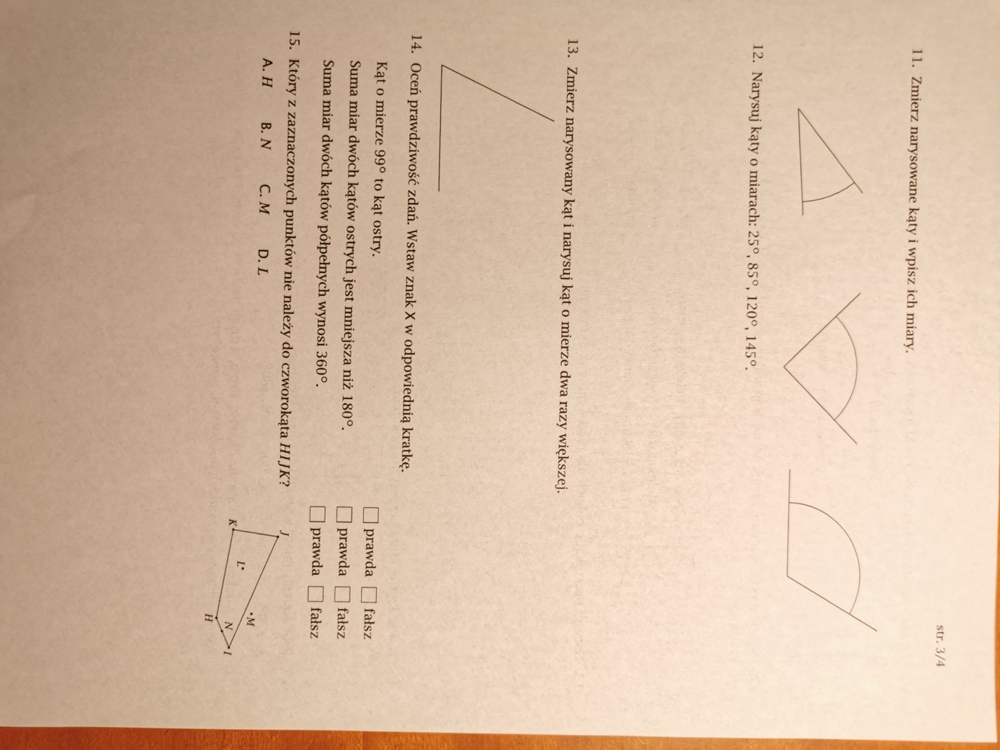 str. 3/4
11. Zmierz narysowane kąty i wpisz ich miary.
12. Narysuj kąty o miarach: 25°, 85°, 120°, 145°.
13. Zmierz narysowany kąt i narysuj kąt o mierze dwa razy większej.
14. Oceń prawdziwość zdań. Wstaw znak X w odpowiednią kratkę.
Kąt o mierze 99° to kąt ostry. prawda fałsz
Suma miar dwóch kątów ostrych jest mniejsza niż 180°. prawda fałsz
Suma miar dwóch kątów półpełnych wynosi 360°. prawda fałsz
15. Który z zaznaczonych punktów nie należy do czworokąta HIJK?
A. H B. N C. M D. L
J
M
K
L
N
I
H